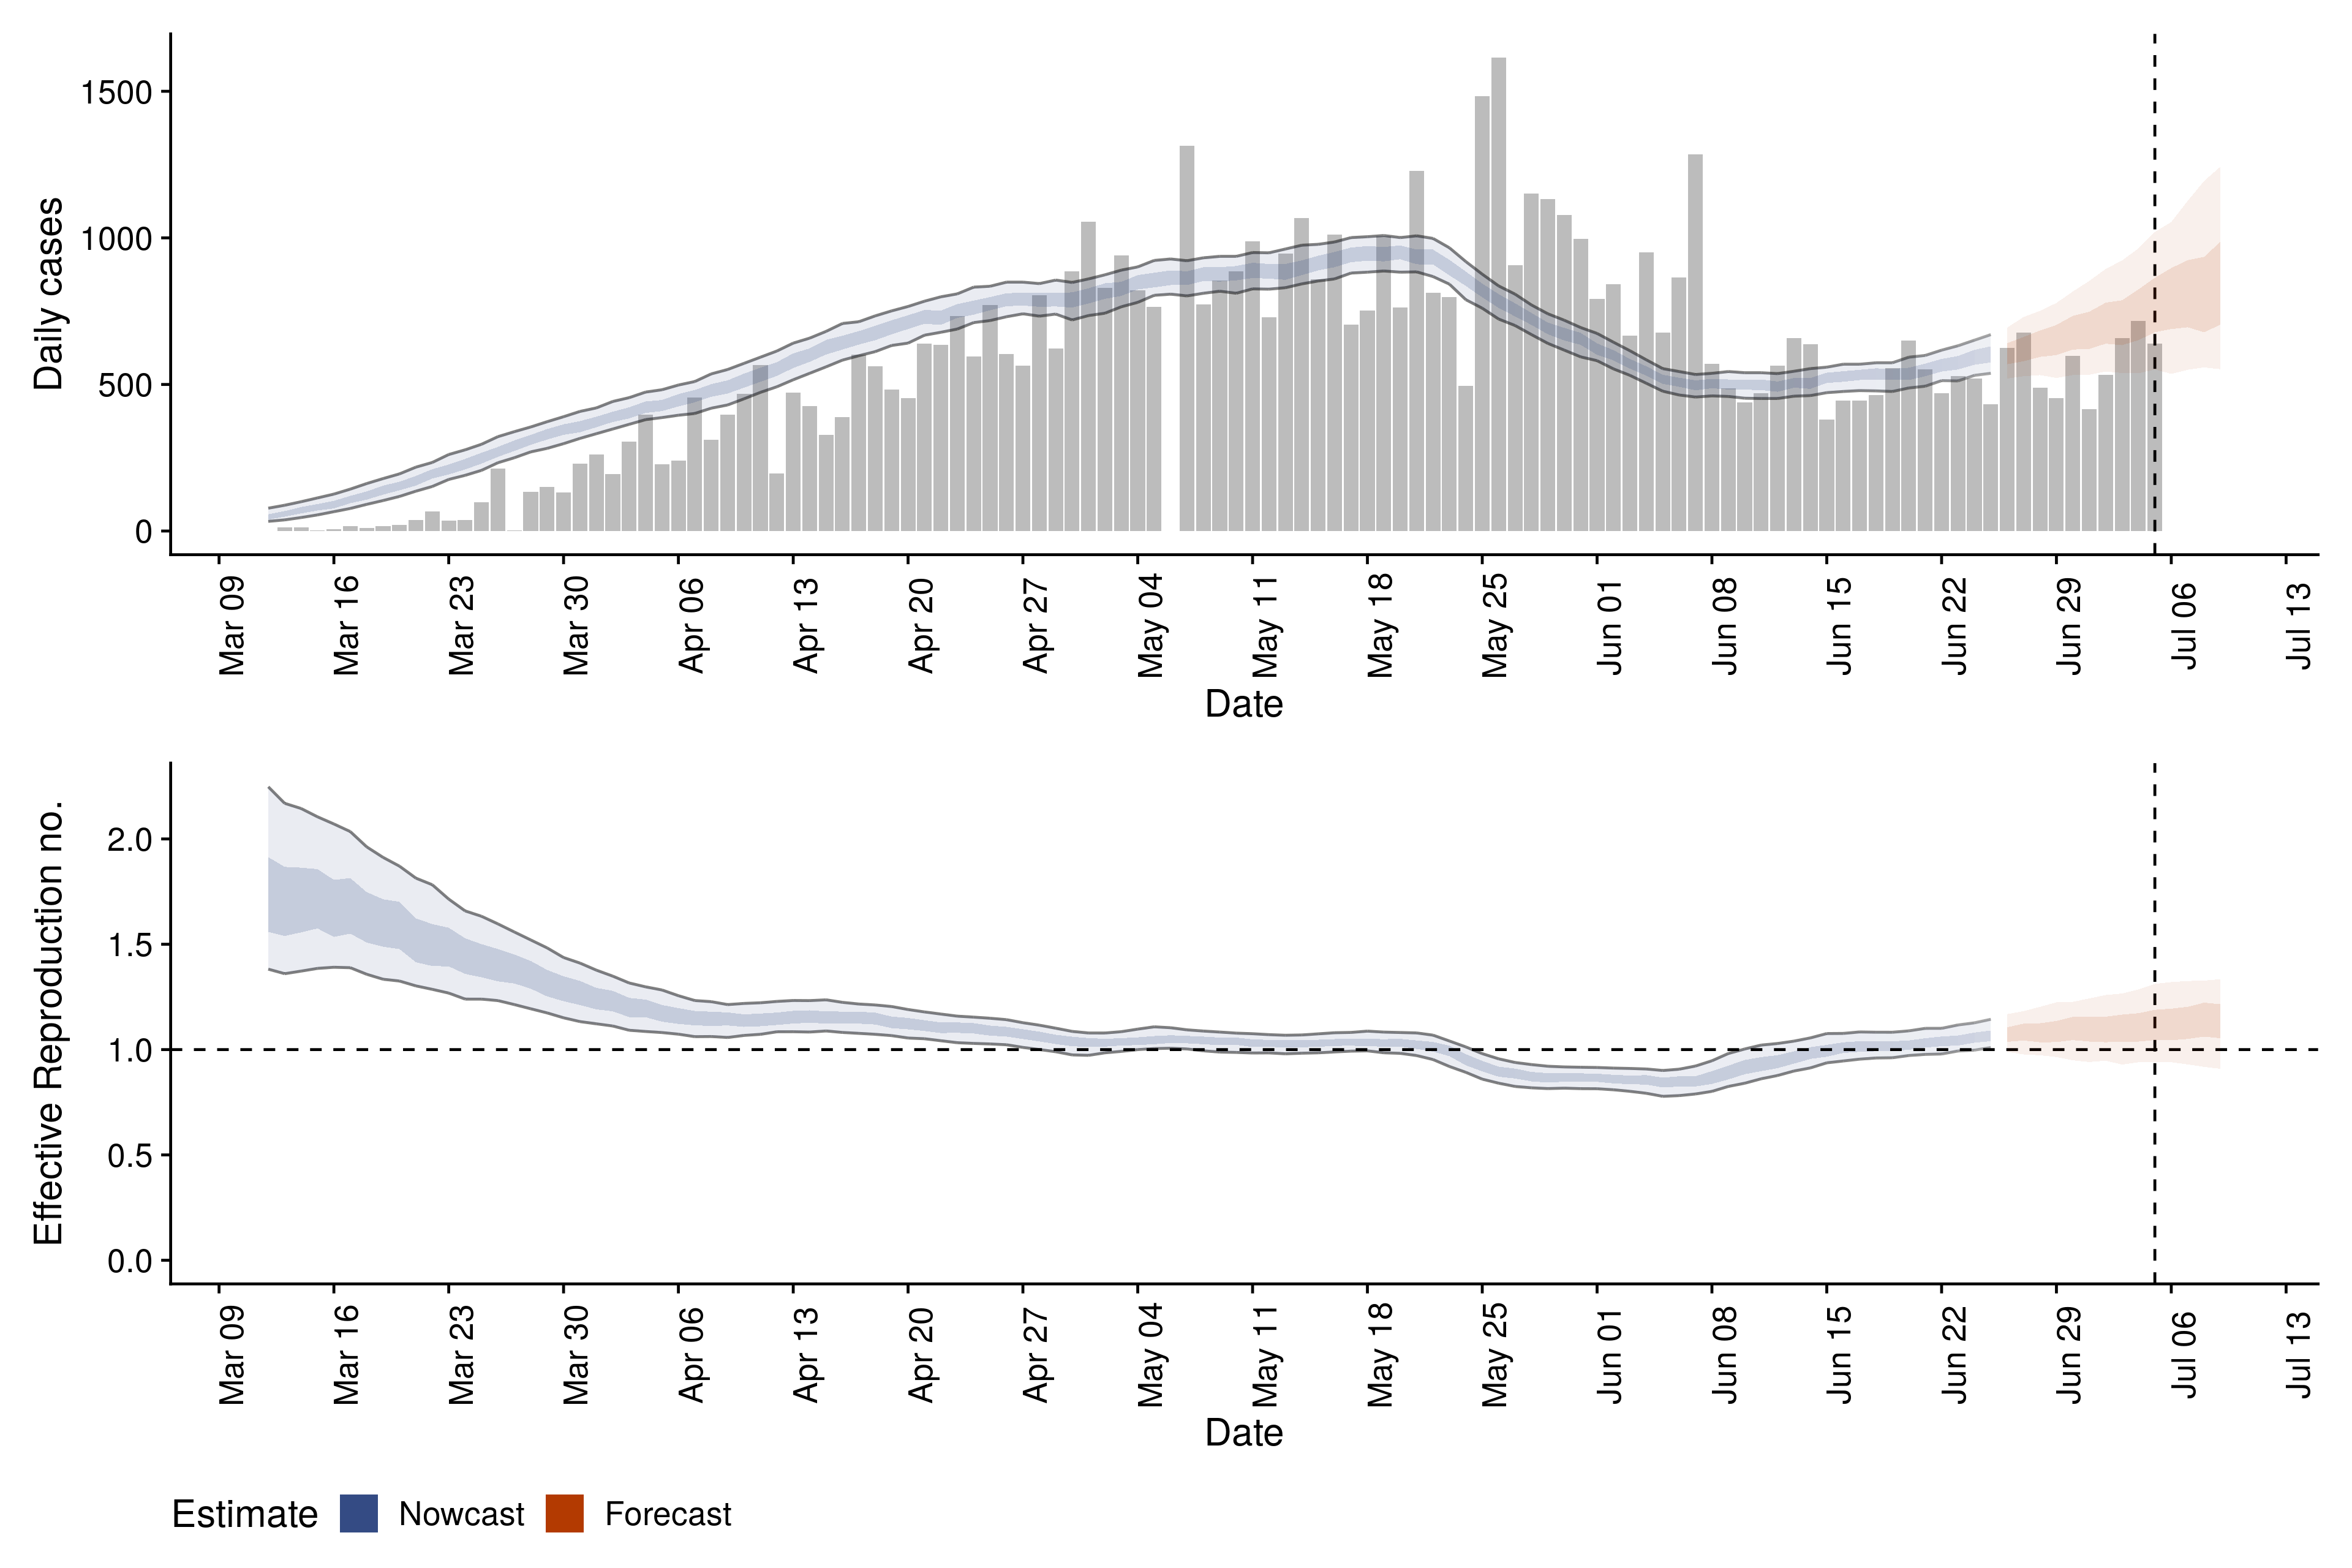 Daily cases
1500
1000
500
0
Mar 09
Mar 16
Mar 23
Mar 30
Apr 06
Apr 13
Apr 20
Apr 27
May 04
May 11
May 18
May 25
Jun 01
Jun 08
Jun 15
Jun 22
Jun 29
Jul 06
Jul 13
Date
Effective Reproduction no.
2.0
1.5
1.0
0.5
0.0
Mar 09
Mar 16
Mar 23
Mar 30
Apr 06
Apr 13
Apr 20
Apr 27
May 04
May 11
May 18
May 25
Jun 01
Jun 08
Jun 15
Jun 22
Jun 29
Jul 06
Jul 13
Date
Estimate Nowcast Forecast